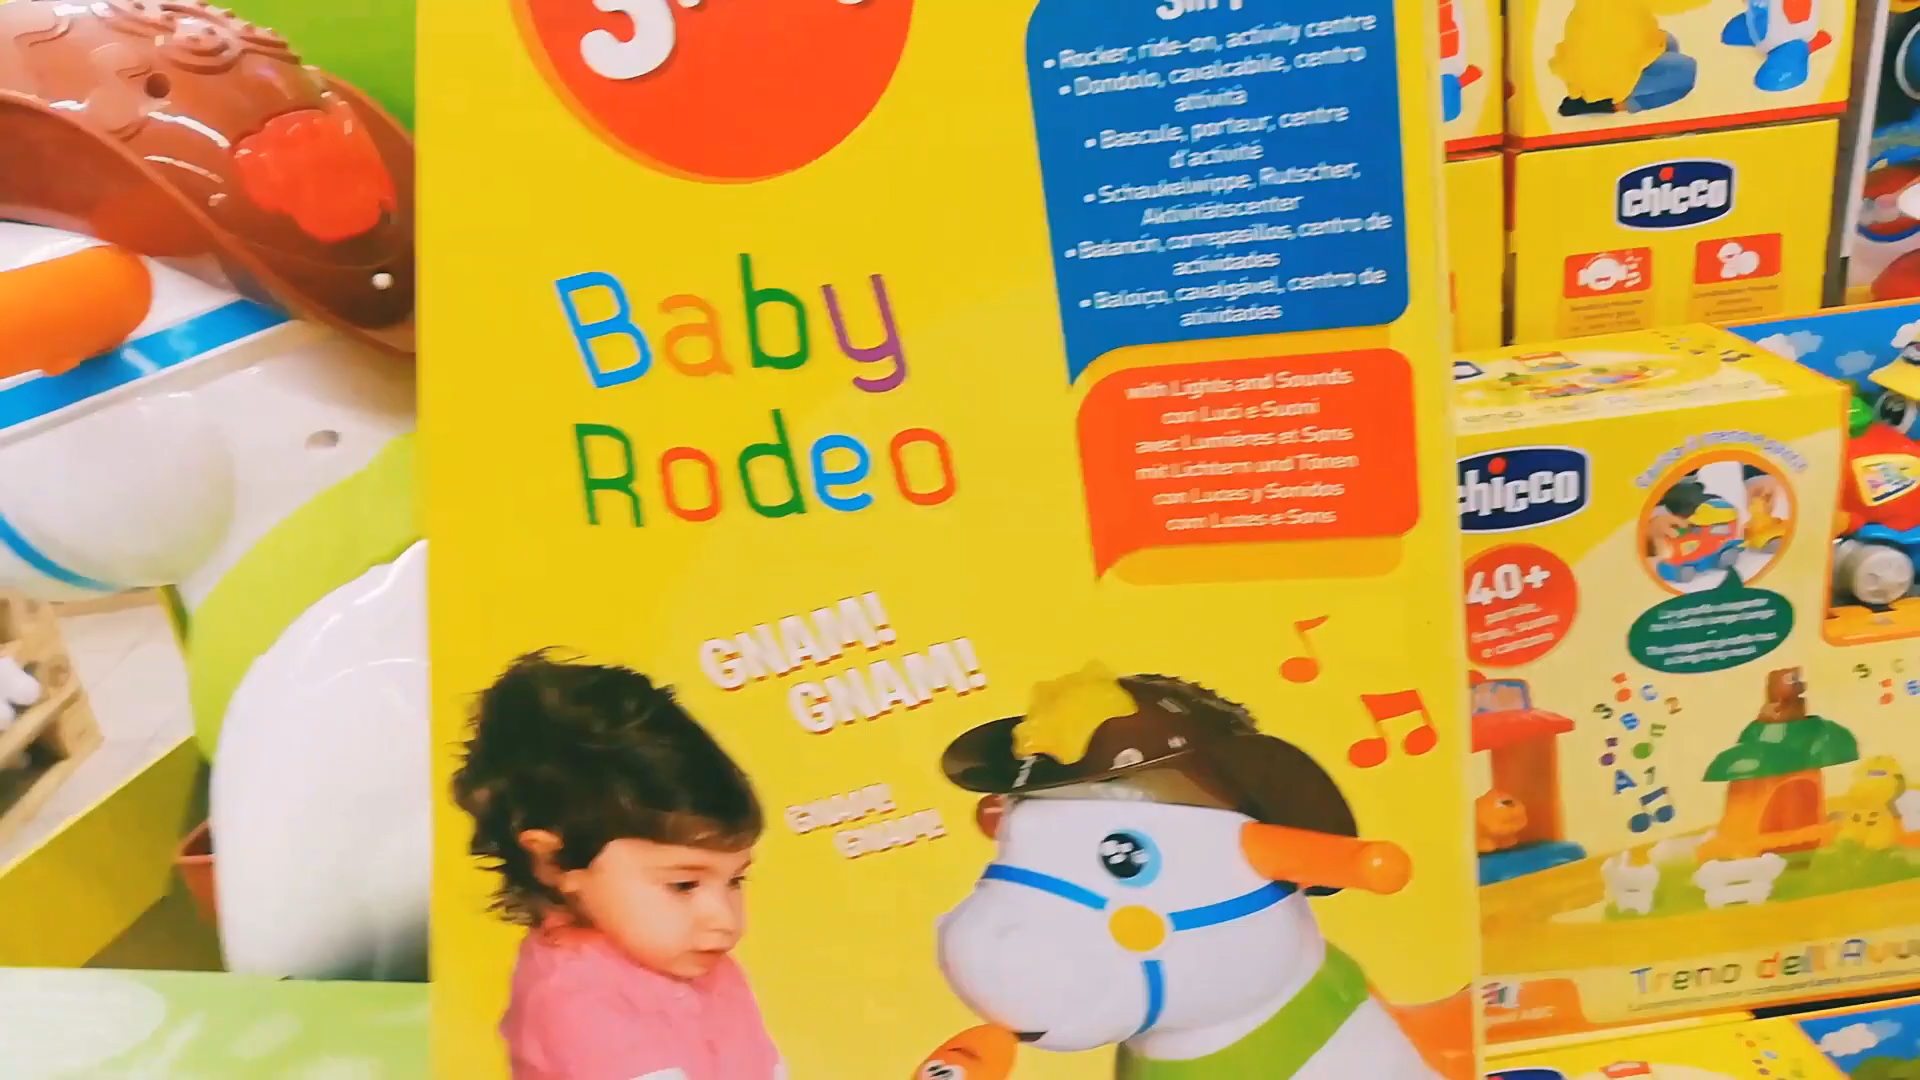 • Rocker, ride-on, activity centre
• Dondolo, cavalcabile, centro
attività
• Bascule, porteur, centre
d'activité
• Schaukelwippe, Rutscher,
Aktivitätscenter
• Balancín, correpasillos, centro de
actividades
• Baloiço, cavalgável, centro de
atividades
with Lights and Sounds
con Luci e Suoni
avec Lumières et Sons
mit Lichtern und Tönen
con Luces y Sonidos
com Luzes e Sons
Baby
Rodeo
GNAM!
GNAM!
GNAM!
GNAM!
chicco
chicco
40+
Treno dell'